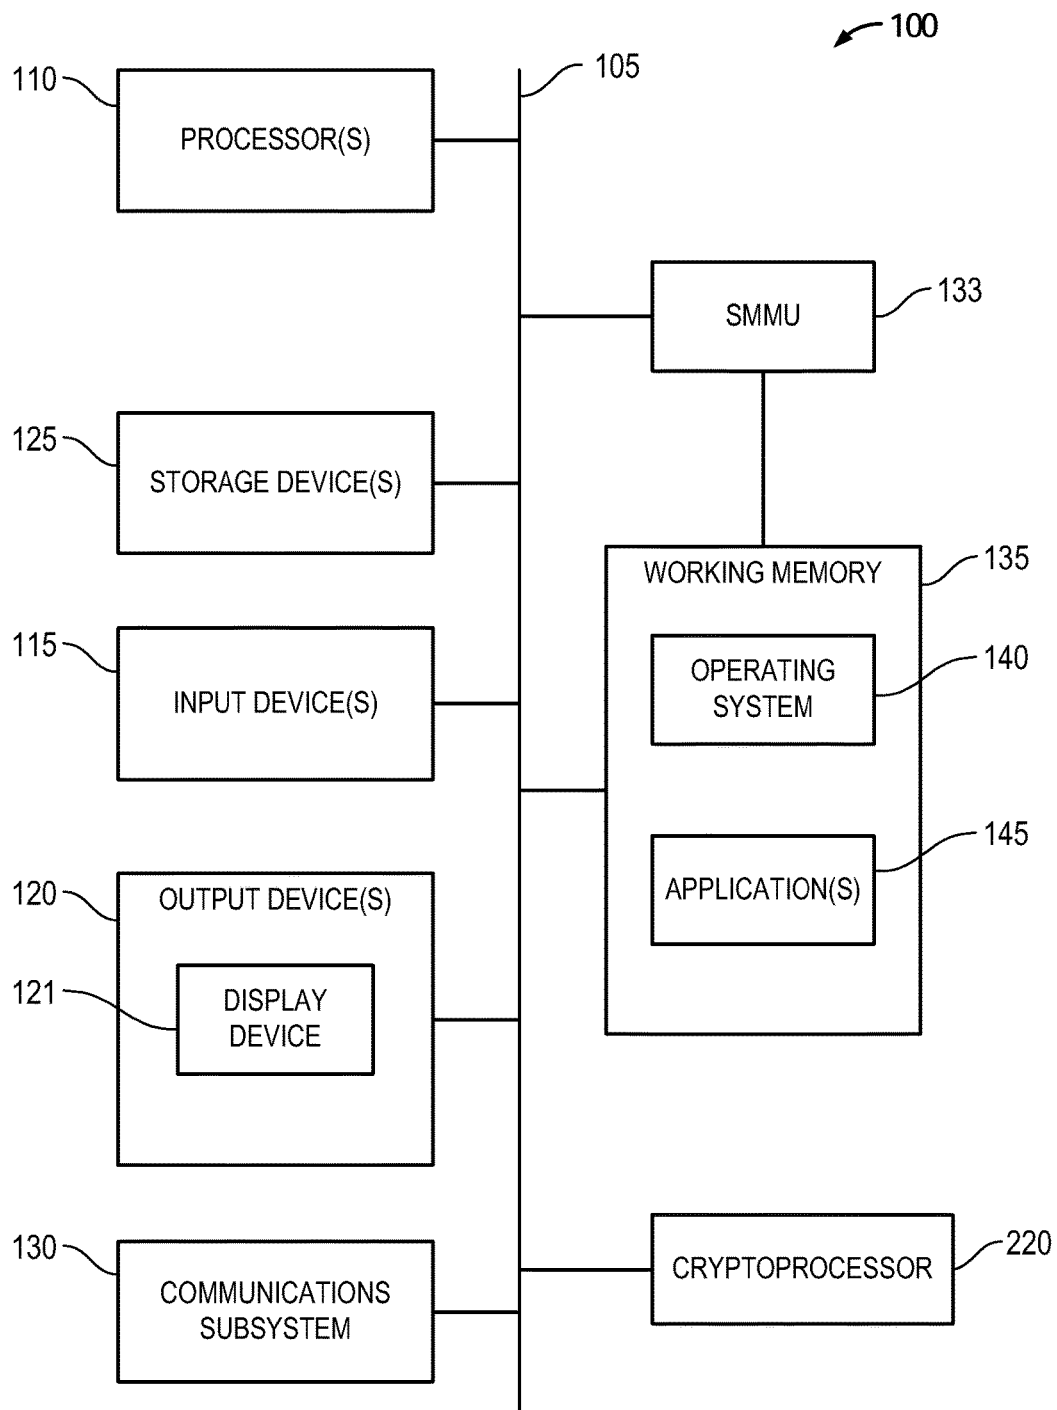 100
110
PROCESSOR(S)
105
SMMU
133
125
STORAGE DEVICE(S)
WORKING MEMORY
135
115
INPUT DEVICE(S)
OPERATING
SYSTEM
140
120
OUTPUT DEVICE(S)
APPLICATION(S)
145
121
DISPLAY
DEVICE
130
COMMUNICATIONS
SUBSYSTEM
CRYPTOPROCESSOR
220